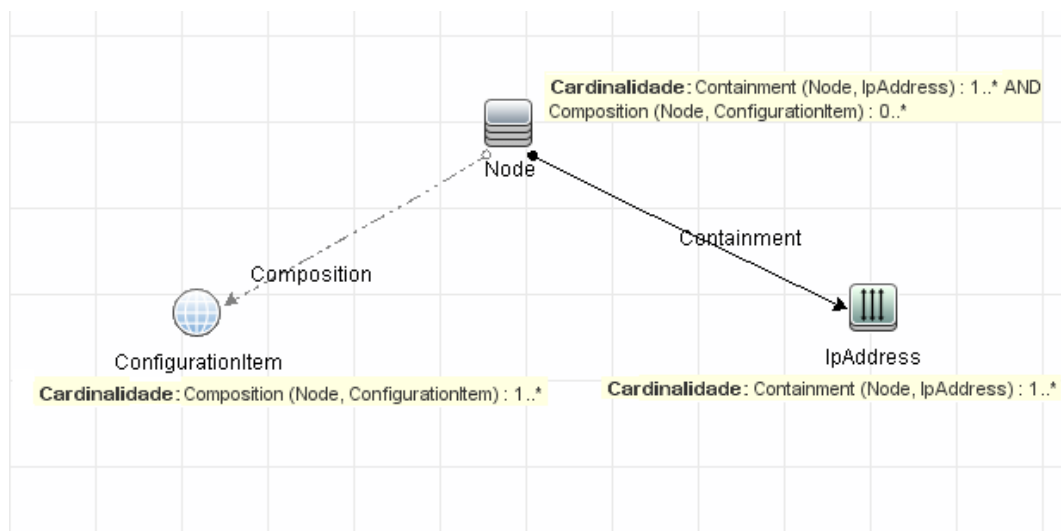 Cardinalidade: Containment (Node, IpAddress) : 1..* AND
Composition (Node, ConfigurationItem) : 0..*
Node
Containment
Composition
ConfigurationItem
IpAddress
Cardinalidade: Composition (Node, ConfigurationItem) : 1..*
Cardinalidade: Containment (Node, IpAddress) : 1..*